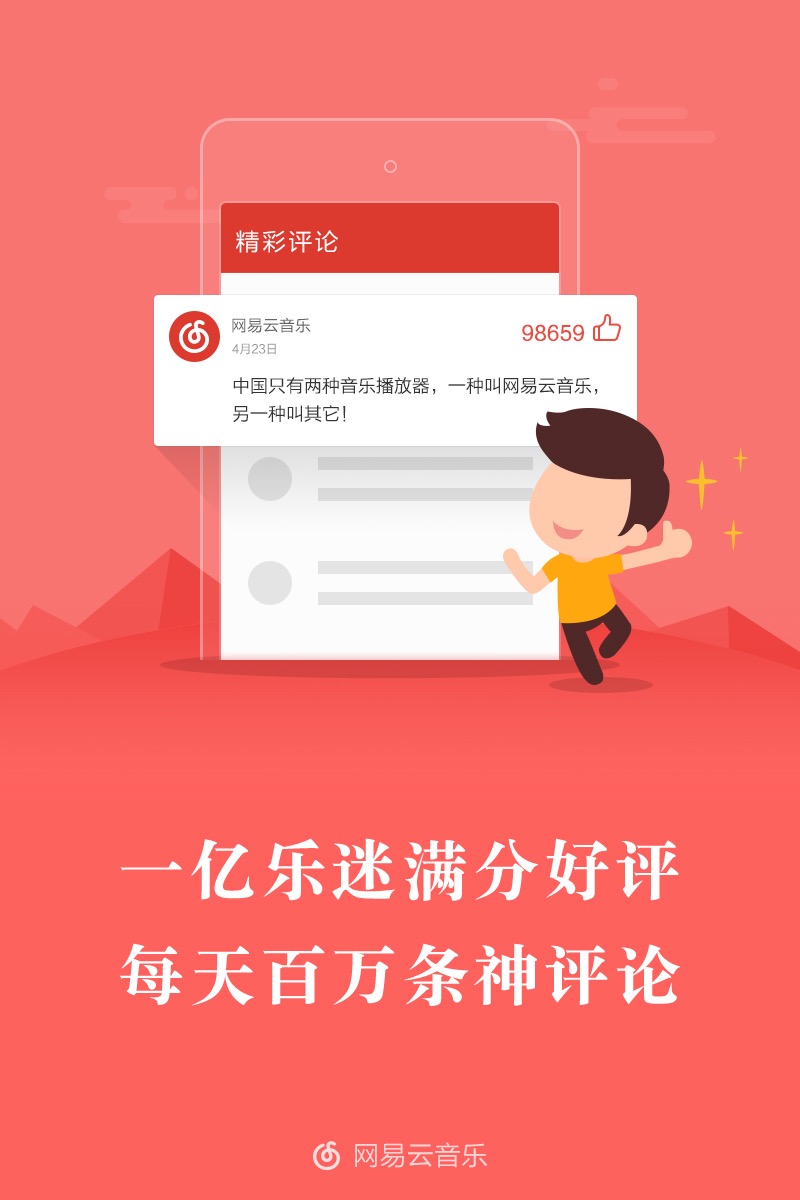 精彩评论
网易云音乐
98659
4月23日
中国只有两种音乐播放器，一种叫网易云音乐，
另一种叫其它！
一亿乐迷满分好评
每天百万条神评论
网易云音乐